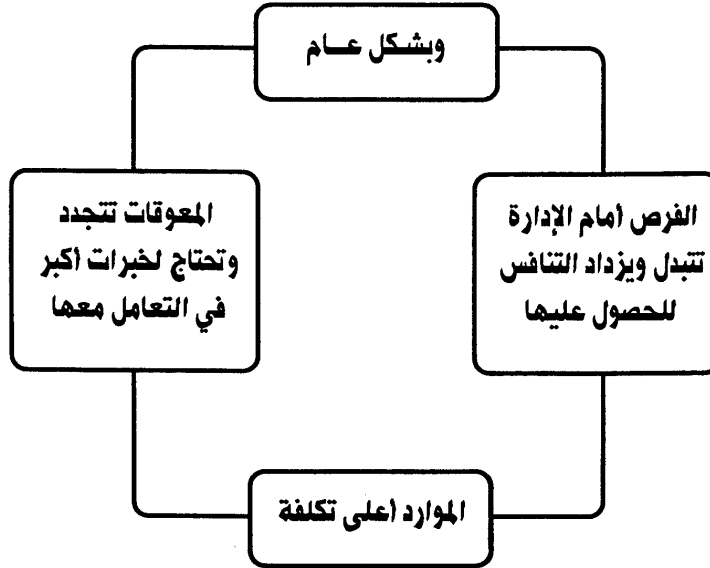 وبشكل عـــام
الفرص أمام الإدارة
تتبدل ويزداد التنافس
للحصول عليها
المعوقات تتجدد
وتحتاج لخبرات أكبر
في التعامل معها
الموارد أعلى تكلفة